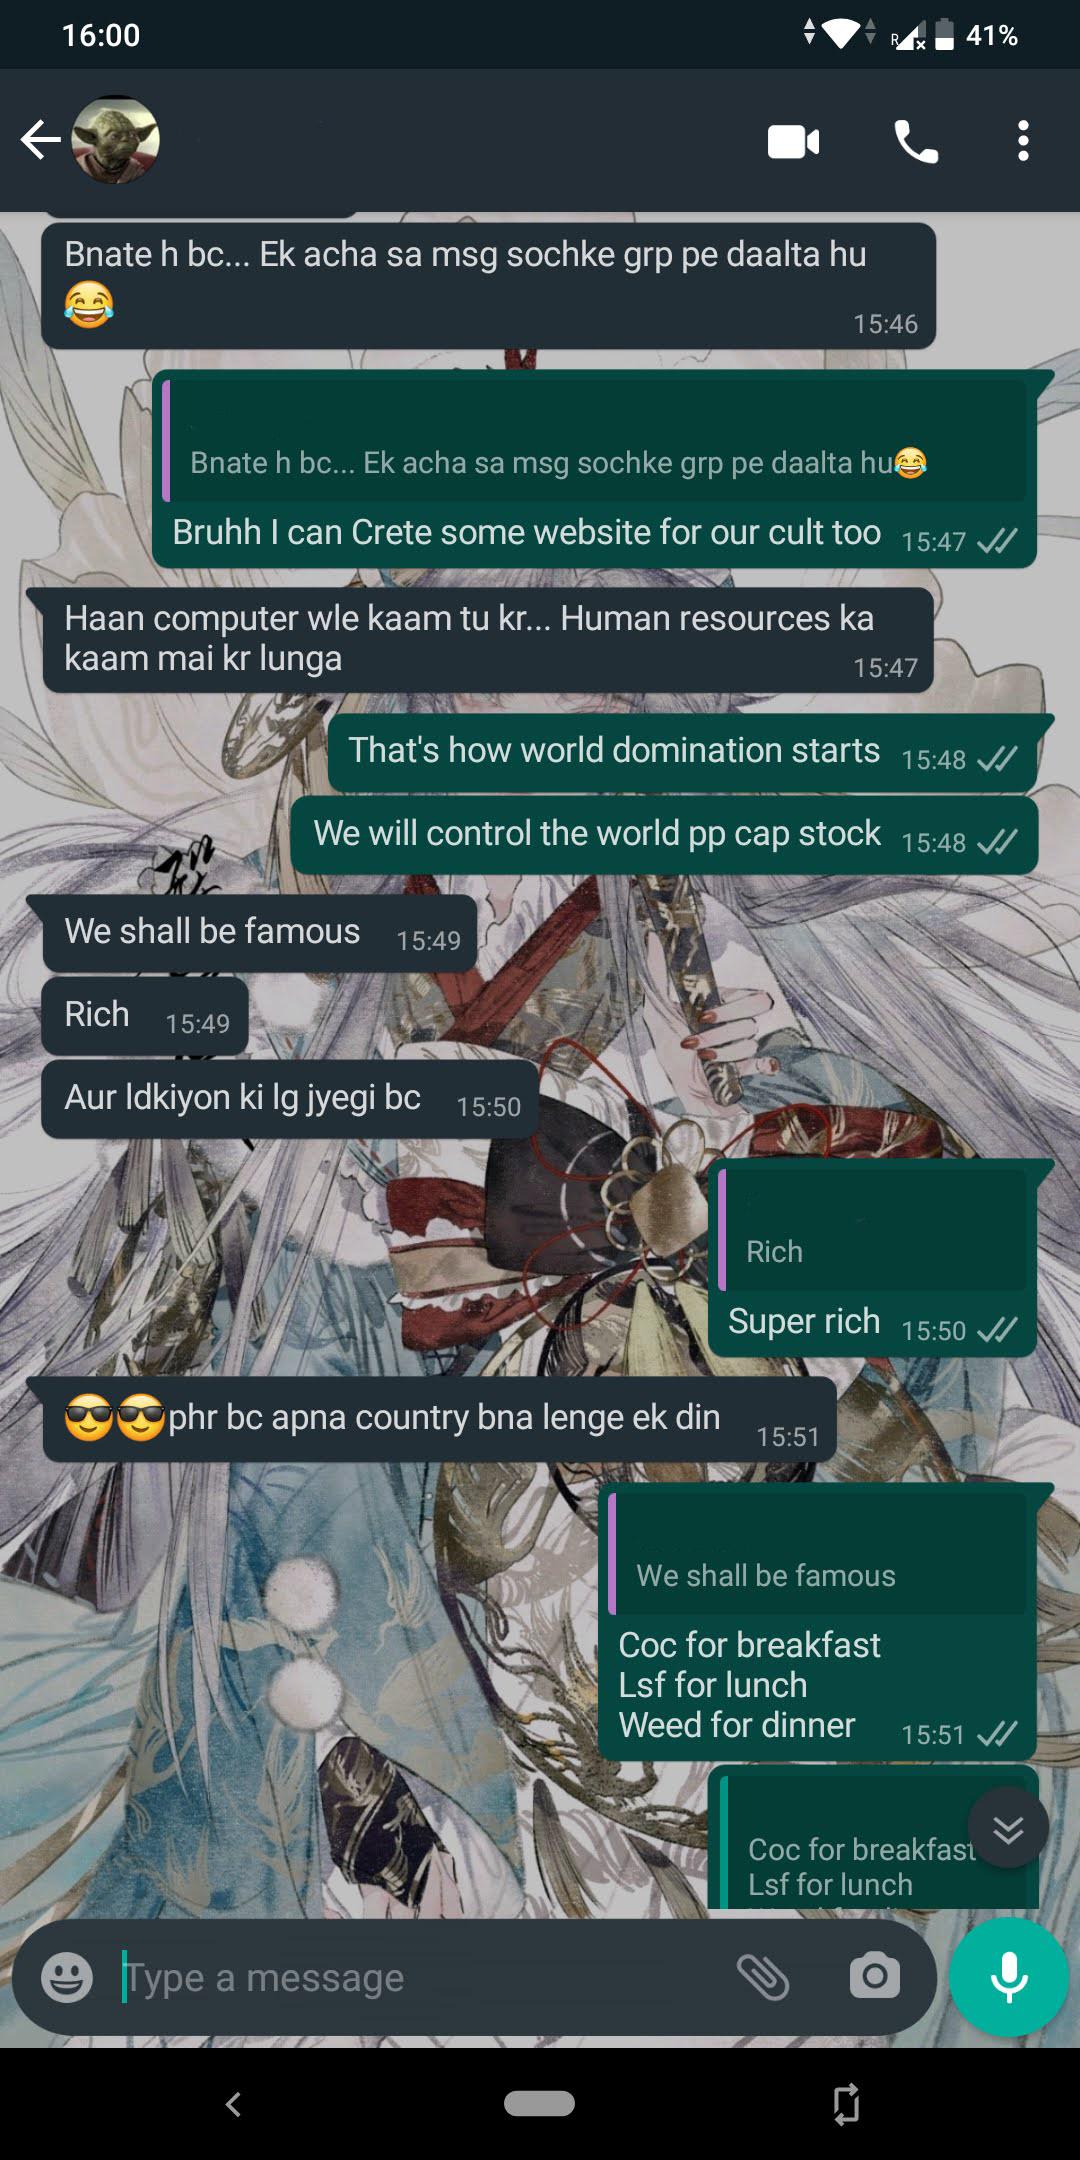 16:00
R
41%
Bnate h bc... Ek acha sa msg sochke grp pe daalta hu
😂
15:46
Bnate h bc... Ek acha sa msg sochke grp pe daalta hu😂
Bruhh I can Crete some website for our cult too
15:47
Haan computer wle kaam tu kr... Human resources ka
kaam mai kr lunga
15:47
That's how world domination starts
15:48
We will control the world pp cap stock
15:48
We shall be famous
15:49
Rich
15:49
Aur ldkiyon ki lg jyegi bc
15:50
Rich
Super rich
15:50
😎😎phr bc apna country bna lenge ek din
15:51
We shall be famous
Coc for breakfast
Lsf for lunch
Weed for dinner
15:51
Coc for breakfast
Lsf for lunch
Type a message